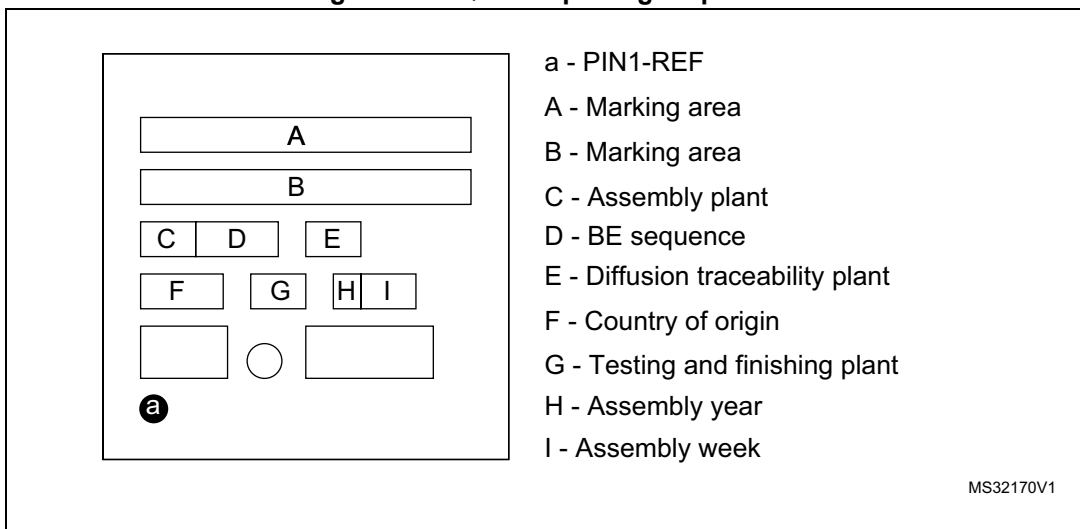 a - PIN1-REF
A
A - Marking area
B
B - Marking area
C - Assembly plant
C D E
D - BE sequence
E - Diffusion traceability plant
F G H I
F - Country of origin
G - Testing and finishing plant
a
H - Assembly year
I - Assembly week
MS32170V1